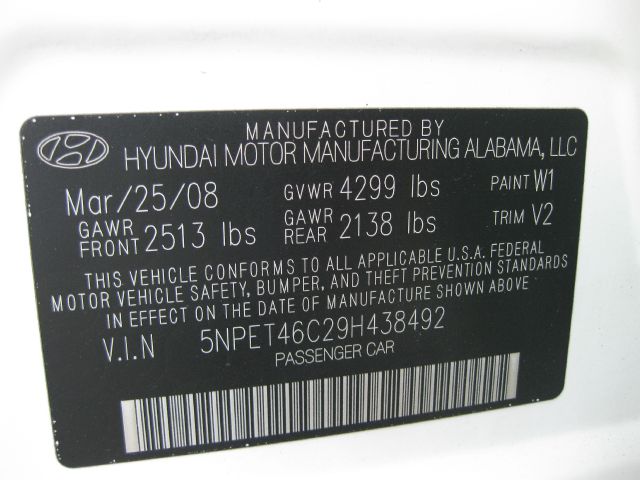 MANUFACTURED BY
HYUNDAI MOTOR MANUFACTURING ALABAMA, LLC
Mar/25/08 GVWR 4299 lbs PAINT W1
GAWR FRONT 2513 lbs GAWR REAR 2138 lbs TRIM V2
THIS VEHICLE CONFORMS TO ALL APPLICABLE U.S.A. FEDERAL
MOTOR VEHICLE SAFETY, BUMPER, AND THEFT PREVENTION STANDARDS
IN EFFECT ON THE DATE OF MANUFACTURE SHOWN ABOVE
V.I.N 5NPET46C29H438492
PASSENGER CAR